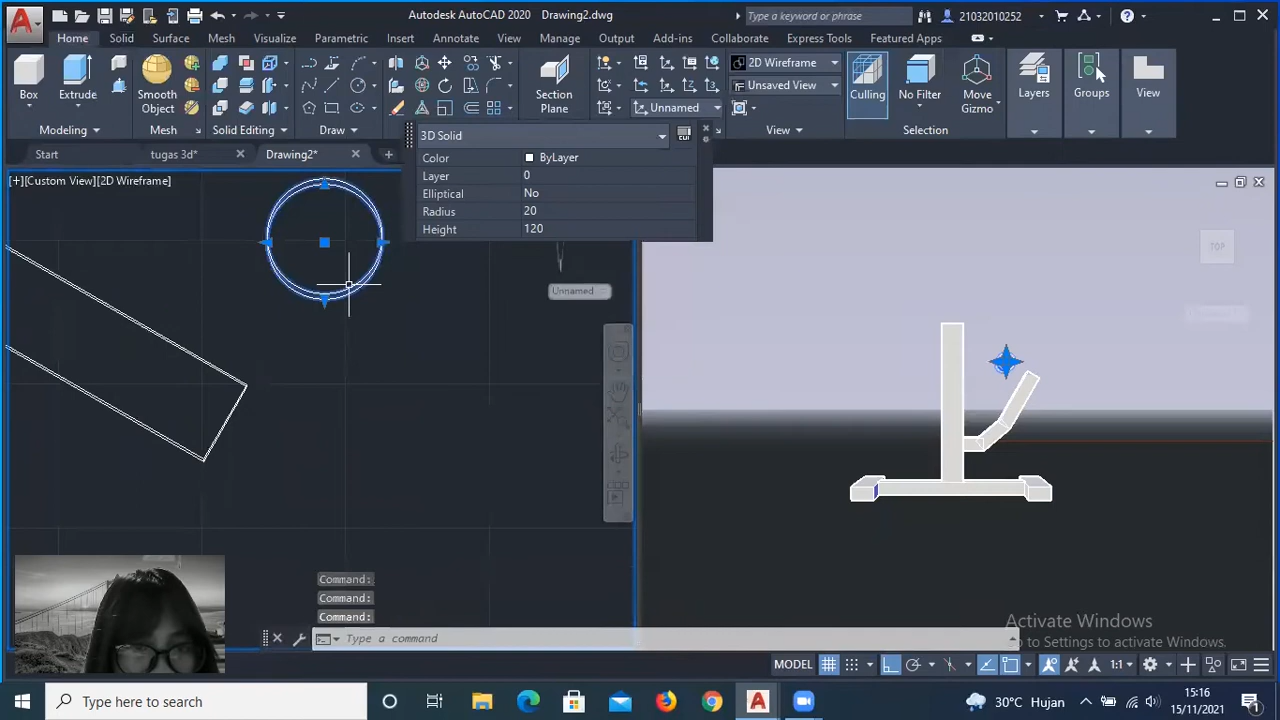 Autodesk AutoCAD 2020 Drawing2.dwg
Type a keyword or phrase
21032010252
Home Solid Surface Mesh Visualize Parametric Insert Annotate View Manage Output Add-ins Collaborate Express Tools Featured Apps
Box
Extrude
Smooth
Object
Section
Plane
2D Wireframe
Unsaved View
Unnamed
Culling
No Filter
Move
Gizmo
Layers
Groups
View
Modeling Mesh Solid Editing Draw View Selection
Start
tugas 3d*
Drawing2*
3D Solid
Color ByLayer
Layer 0
Elliptical No
Radius 20
Height 120
[+][Custom View][2D Wireframe]
TOP
Unnamed
Command:
Command:
Command:
Type a command
Activate Windows
Go to Settings to activate Windows.
MODEL
1:1
Type here to search
30°C Hujan
15:16
15/11/2021
1